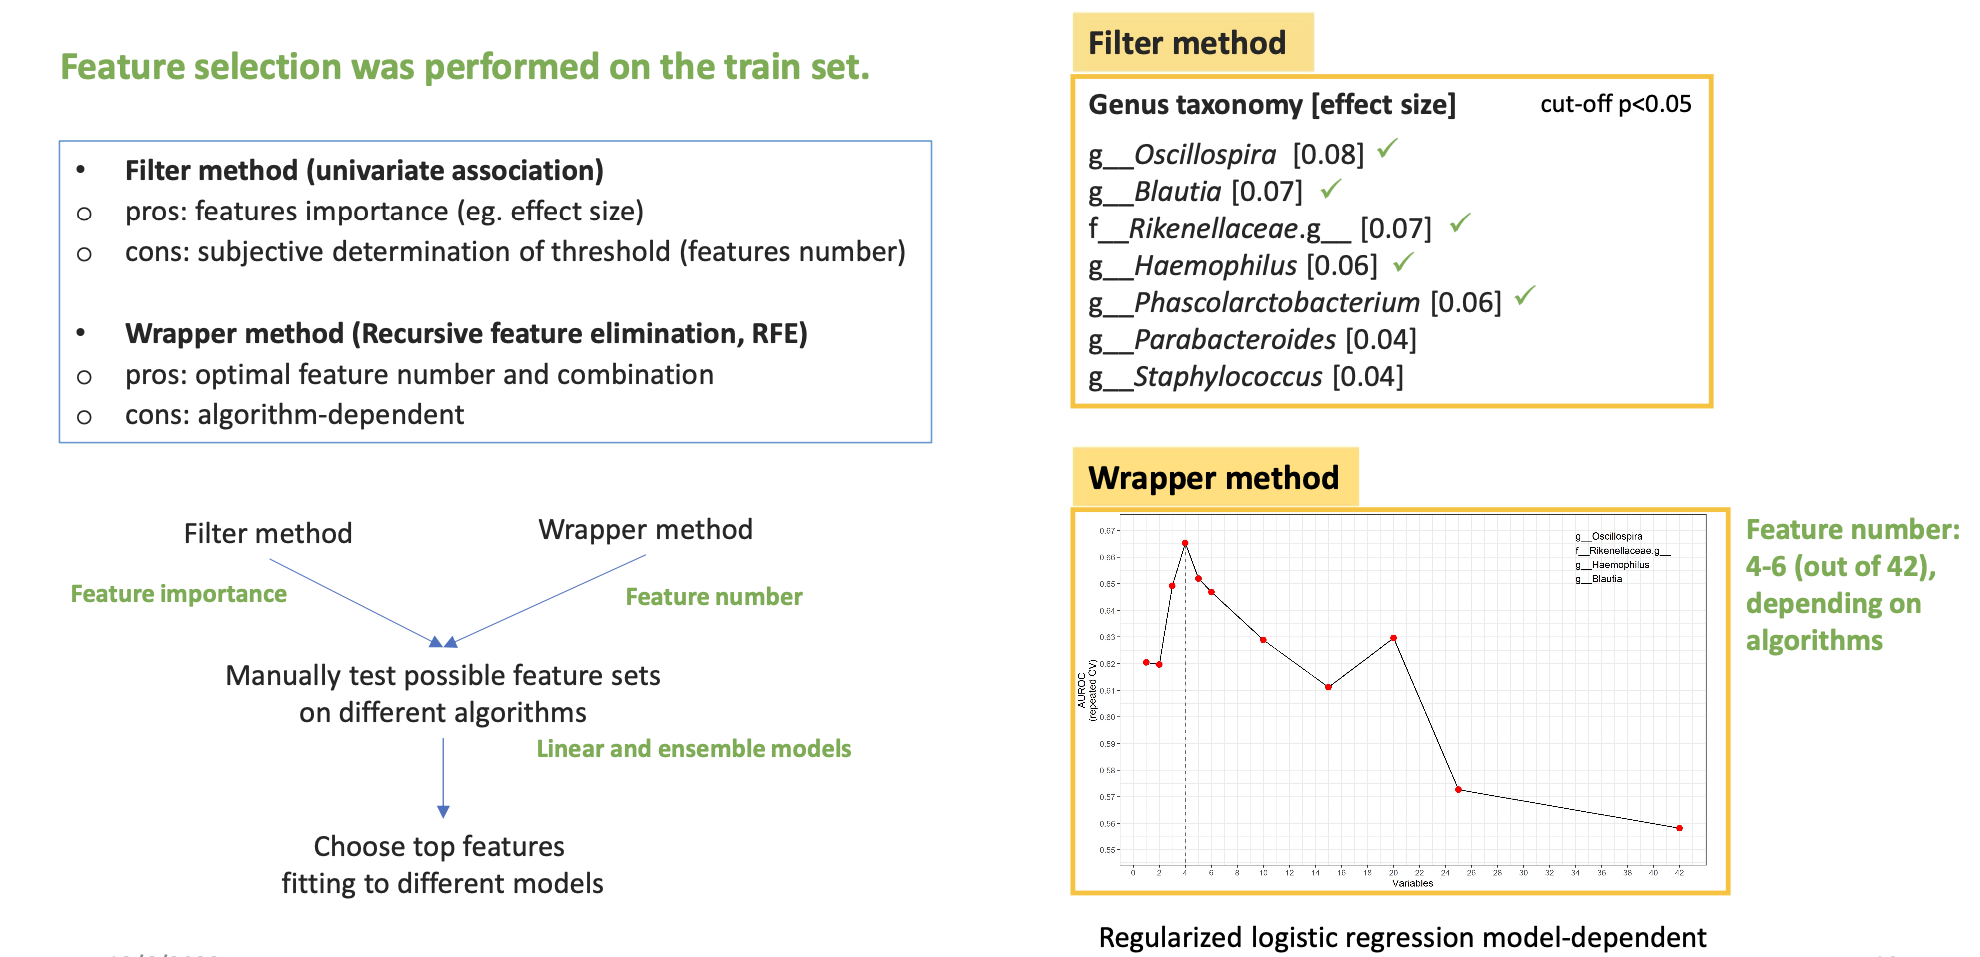 Feature selection was performed on the train set.
• Filter method (univariate association)
o pros: features importance (eg. effect size)
o cons: subjective determination of threshold (features number)
• Wrapper method (Recursive feature elimination, RFE)
o pros: optimal feature number and combination
o cons: algorithm-dependent
Filter method
Wrapper method
Feature importance
Feature number
Manually test possible feature sets
on different algorithms
Linear and ensemble models
Choose top features
fitting to different models
Filter method
Genus taxonomy [effect size] cut-off p<0.05
g__Oscillospira [0.08] ✓
g__Blautia [0.07] ✓
f__Rikenellaceae.g__ [0.07] ✓
g__Haemophilus [0.06] ✓
g__Phascolarctobacterium [0.06] ✓
g__Parabacteroides [0.04]
g__Staphylococcus [0.04]
Wrapper method
g__Oscillospira
f__Rikenellaceae.g__
g__Haemophilus
g__Blautia
0.67
0.66
0.65
0.64
0.63
0.62
0.61
0.60
0.59
0.58
0.57
0.56
0.55
AUROC
(repeated CV)
0 2 4 6 8 10 12 14 16 18 20 22 24 26 28 30 32 34 36 38 40 42
Variables
Feature number:
4-6 (out of 42),
depending on
algorithms
Regularized logistic regression model-dependent